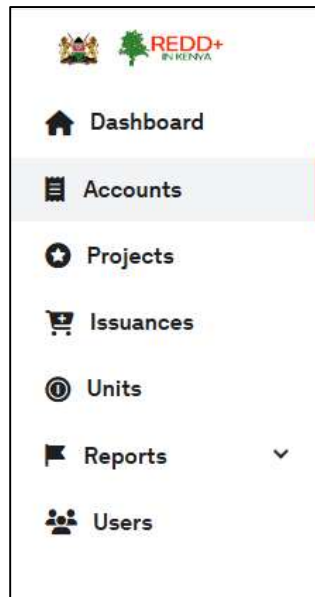 REDD+
IN KENYA
Dashboard
Accounts
Projects
Issuances
Units
Reports
Users